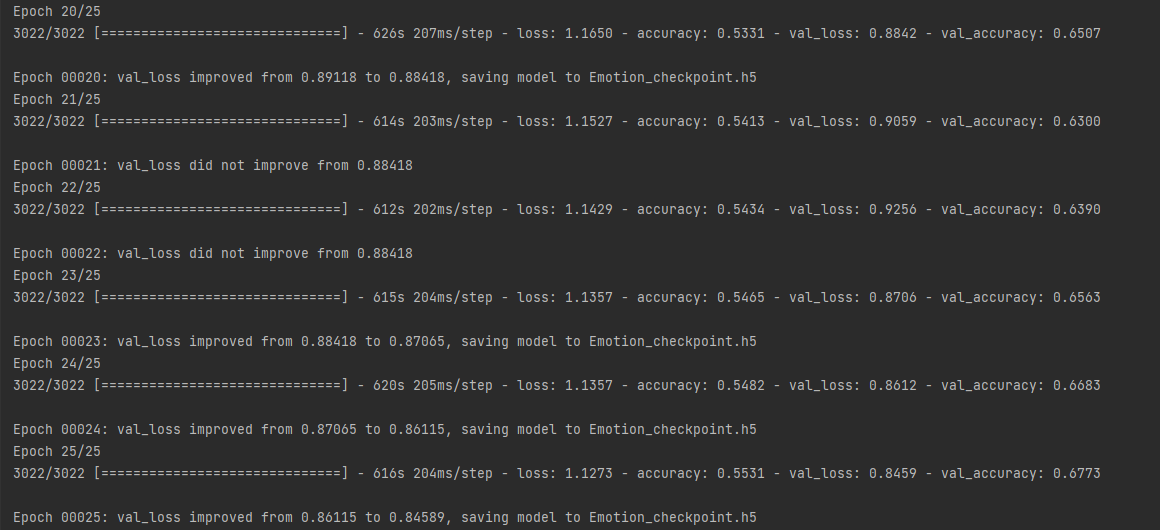 Epoch 20/25
3022/3022 [==============================] - 626s 207ms/step - loss: 1.1650 - accuracy: 0.5331 - val_loss: 0.8842 - val_accuracy: 0.6507
Epoch 00020: val_loss improved from 0.89118 to 0.88418, saving model to Emotion_checkpoint.h5
Epoch 21/25
3022/3022 [==============================] - 614s 203ms/step - loss: 1.1527 - accuracy: 0.5413 - val_loss: 0.9059 - val_accuracy: 0.6300
Epoch 00021: val_loss did not improve from 0.88418
Epoch 22/25
3022/3022 [==============================] - 612s 202ms/step - loss: 1.1429 - accuracy: 0.5434 - val_loss: 0.9256 - val_accuracy: 0.6390
Epoch 00022: val_loss did not improve from 0.88418
Epoch 23/25
3022/3022 [==============================] - 615s 204ms/step - loss: 1.1357 - accuracy: 0.5465 - val_loss: 0.8706 - val_accuracy: 0.6563
Epoch 00023: val_loss improved from 0.88418 to 0.87065, saving model to Emotion_checkpoint.h5
Epoch 24/25
3022/3022 [==============================] - 620s 205ms/step - loss: 1.1357 - accuracy: 0.5482 - val_loss: 0.8612 - val_accuracy: 0.6683
Epoch 00024: val_loss improved from 0.87065 to 0.86115, saving model to Emotion_checkpoint.h5
Epoch 25/25
3022/3022 [==============================] - 616s 204ms/step - loss: 1.1273 - accuracy: 0.5531 - val_loss: 0.8459 - val_accuracy: 0.6773
Epoch 00025: val_loss improved from 0.86115 to 0.84589, saving model to Emotion_checkpoint.h5